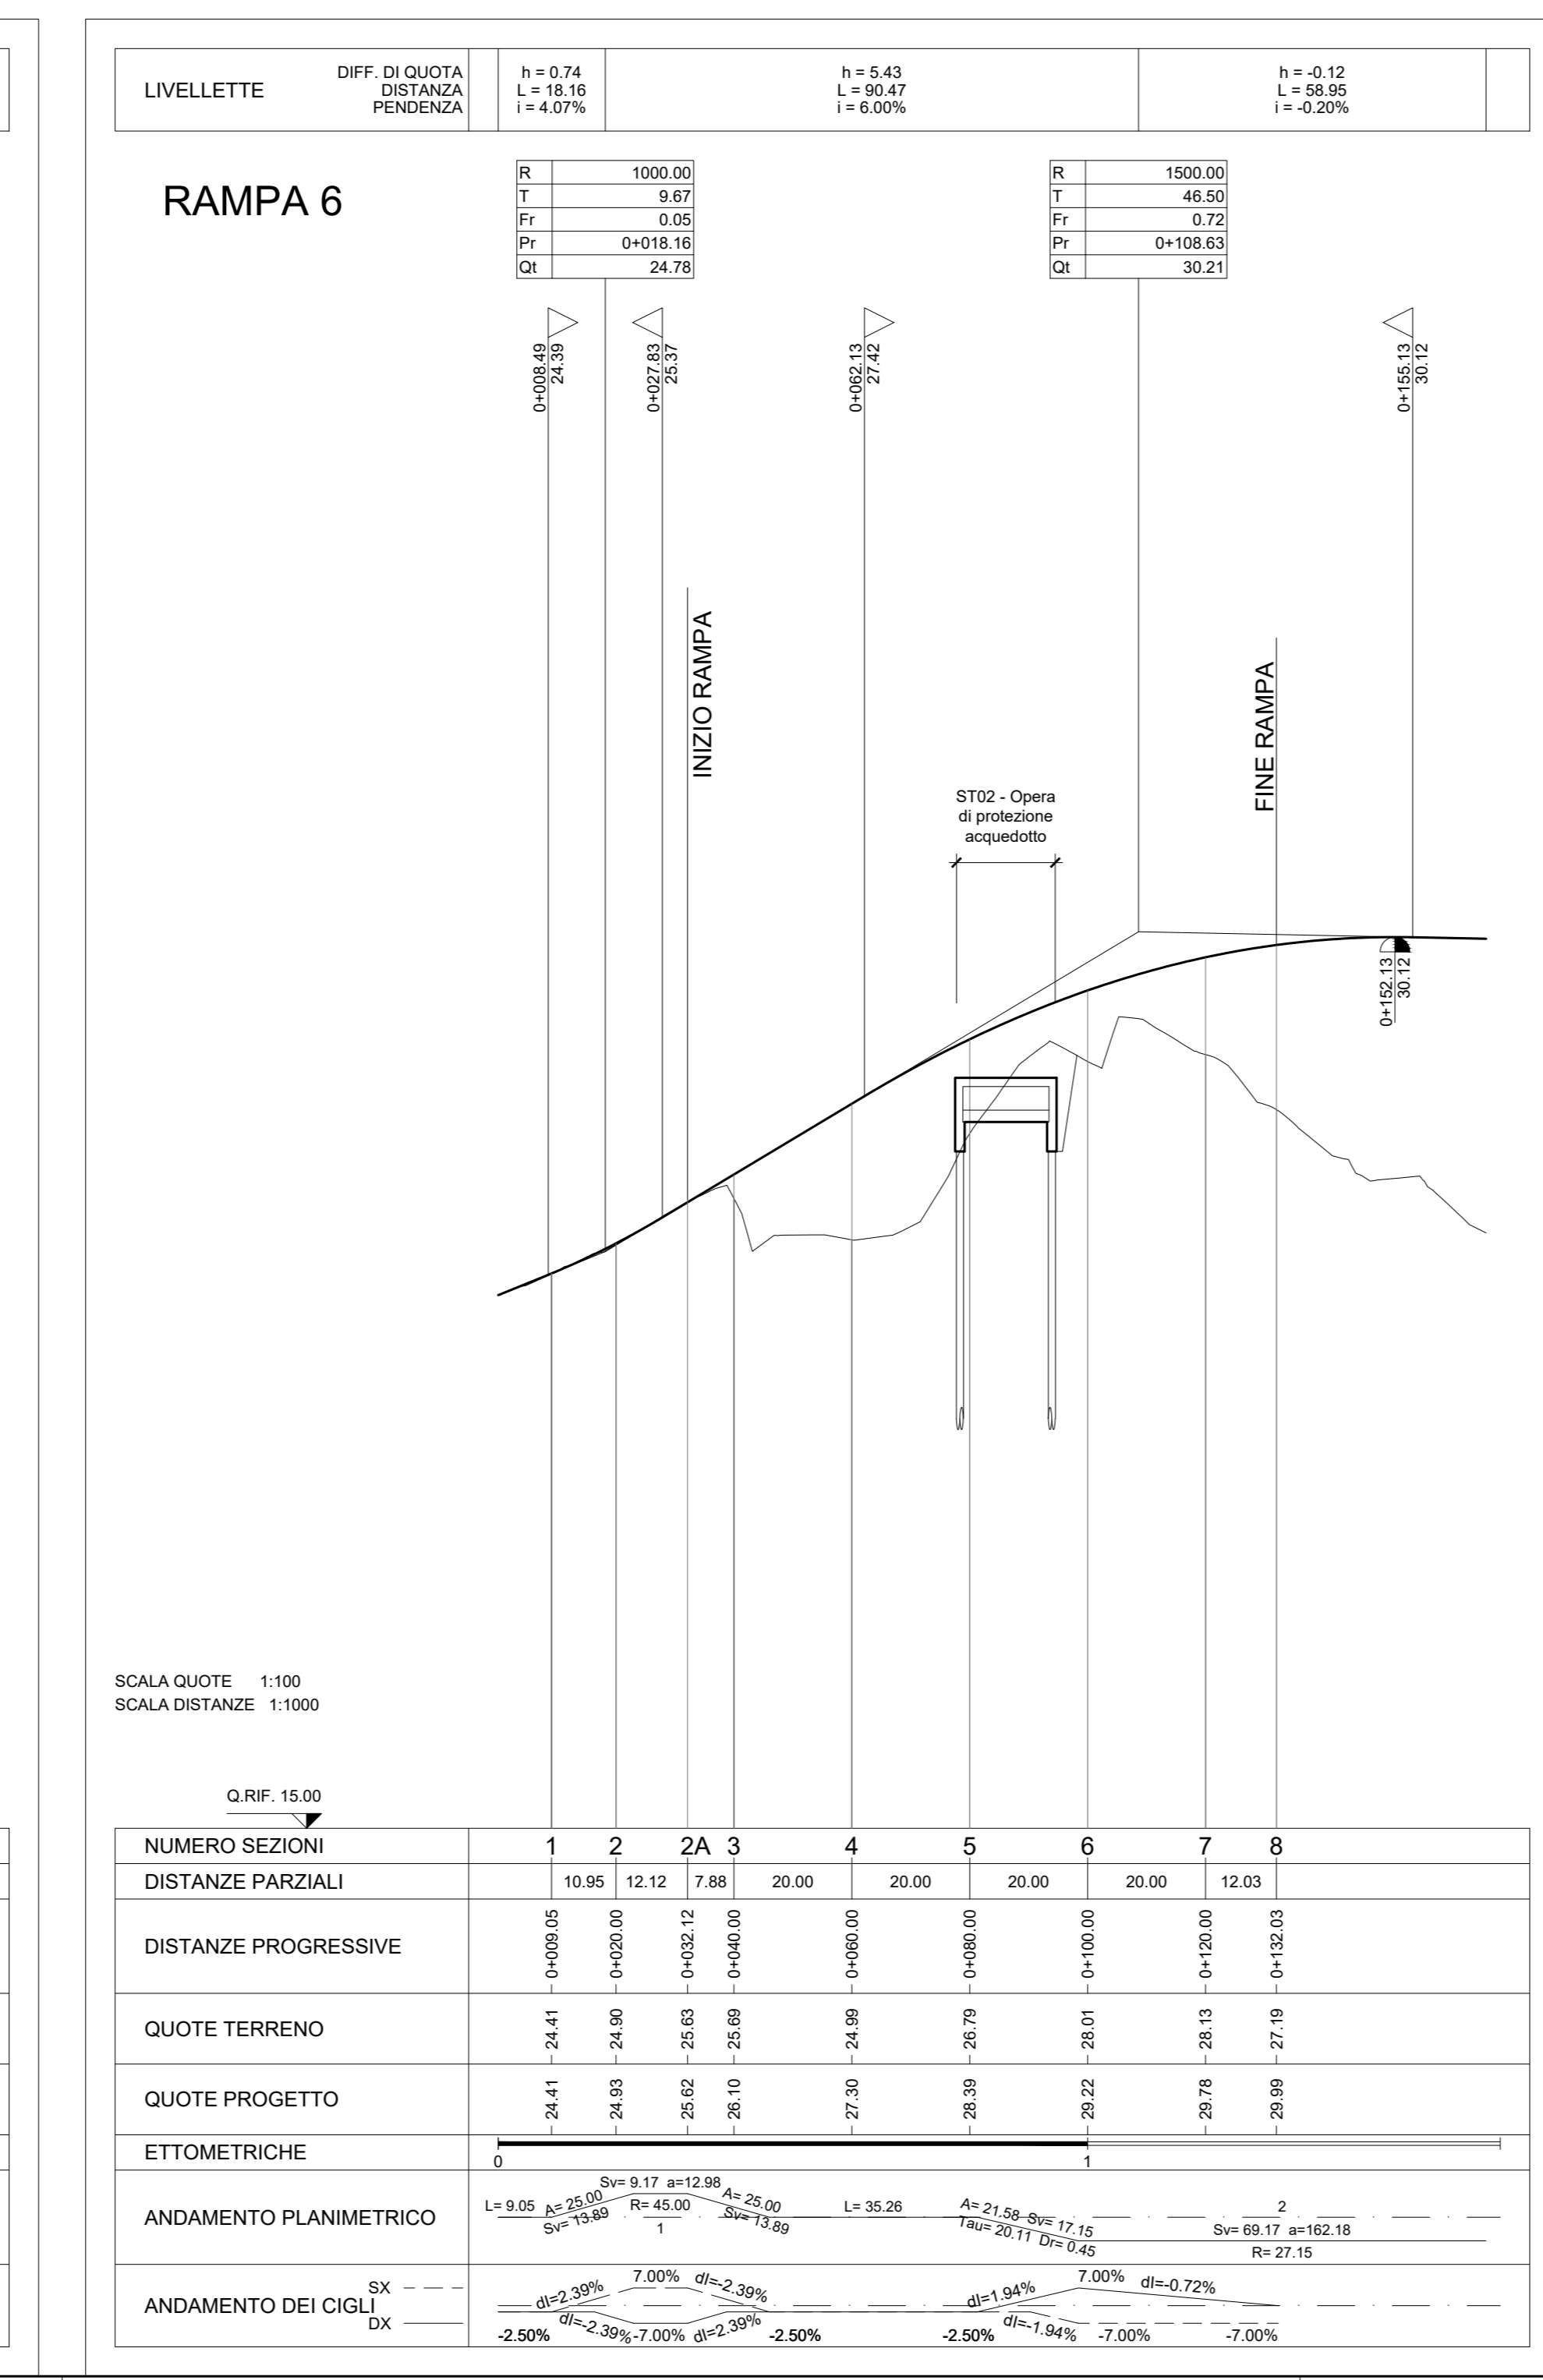 LIVELLETTE
DIFF. DI QUOTA
DISTANZA
PENDENZA
h = 0.74
L = 18.16
i = 4.07%
h = 5.43
L = 90.47
i = 6.00%
h = -0.12
L = 58.95
i = -0.20%
RAMPA 6
R 1000.00
T 9.67
Fr 0.05
Pr 0+018.16
Qt 24.78
R 1500.00
T 46.50
Fr 0.72
Pr 0+108.63
Qt 30.21
0+008.49
24.39
0+027.83
25.37
0+062.13
27.42
0+155.13
30.12
INIZIO RAMPA
FINE RAMPA
ST02 - Opera
di protezione
acquedotto
0+152.13
30.12
SCALA QUOTE 1:100
SCALA DISTANZE 1:1000
Q.RIF. 15.00
NUMERO SEZIONI 1 2 2A 3 4 5 6 7 8
DISTANZE PARZIALI 10.95 12.12 7.88 20.00 20.00 20.00 20.00 12.03
DISTANZE PROGRESSIVE 0+009.05 0+020.00 0+032.12 0+040.00 0+060.00 0+080.00 0+100.00 0+120.00 0+132.03
QUOTE TERRENO 24.41 24.90 25.63 25.69 24.99 26.79 28.01 28.13 27.19
QUOTE PROGETTO 24.41 24.93 25.62 26.10 27.30 28.39 29.22 29.78 29.99
ETTOMETRICHE
0 1
ANDAMENTO PLANIMETRICO
L= 9.05
A= 25.00
Sv= 13.89
Sv= 9.17 a=12.98
R= 45.00
1
A= 25.00
Sv= 13.89
L= 35.26
A= 21.58 Sv= 17.15
Tau= 20.11 Dr= 0.45
2
Sv= 69.17 a=162.18
R= 27.15
ANDAMENTO DEI CIGLI
SX
DX
dI=2.39%
7.00%
dI=-2.39%
dI=1.94%
7.00%
dI=-0.72%
-2.50%
dI=-2.39%
-7.00%
dI=2.39%
-2.50%
-2.50%
dI=-1.94%
-7.00%
-7.00%